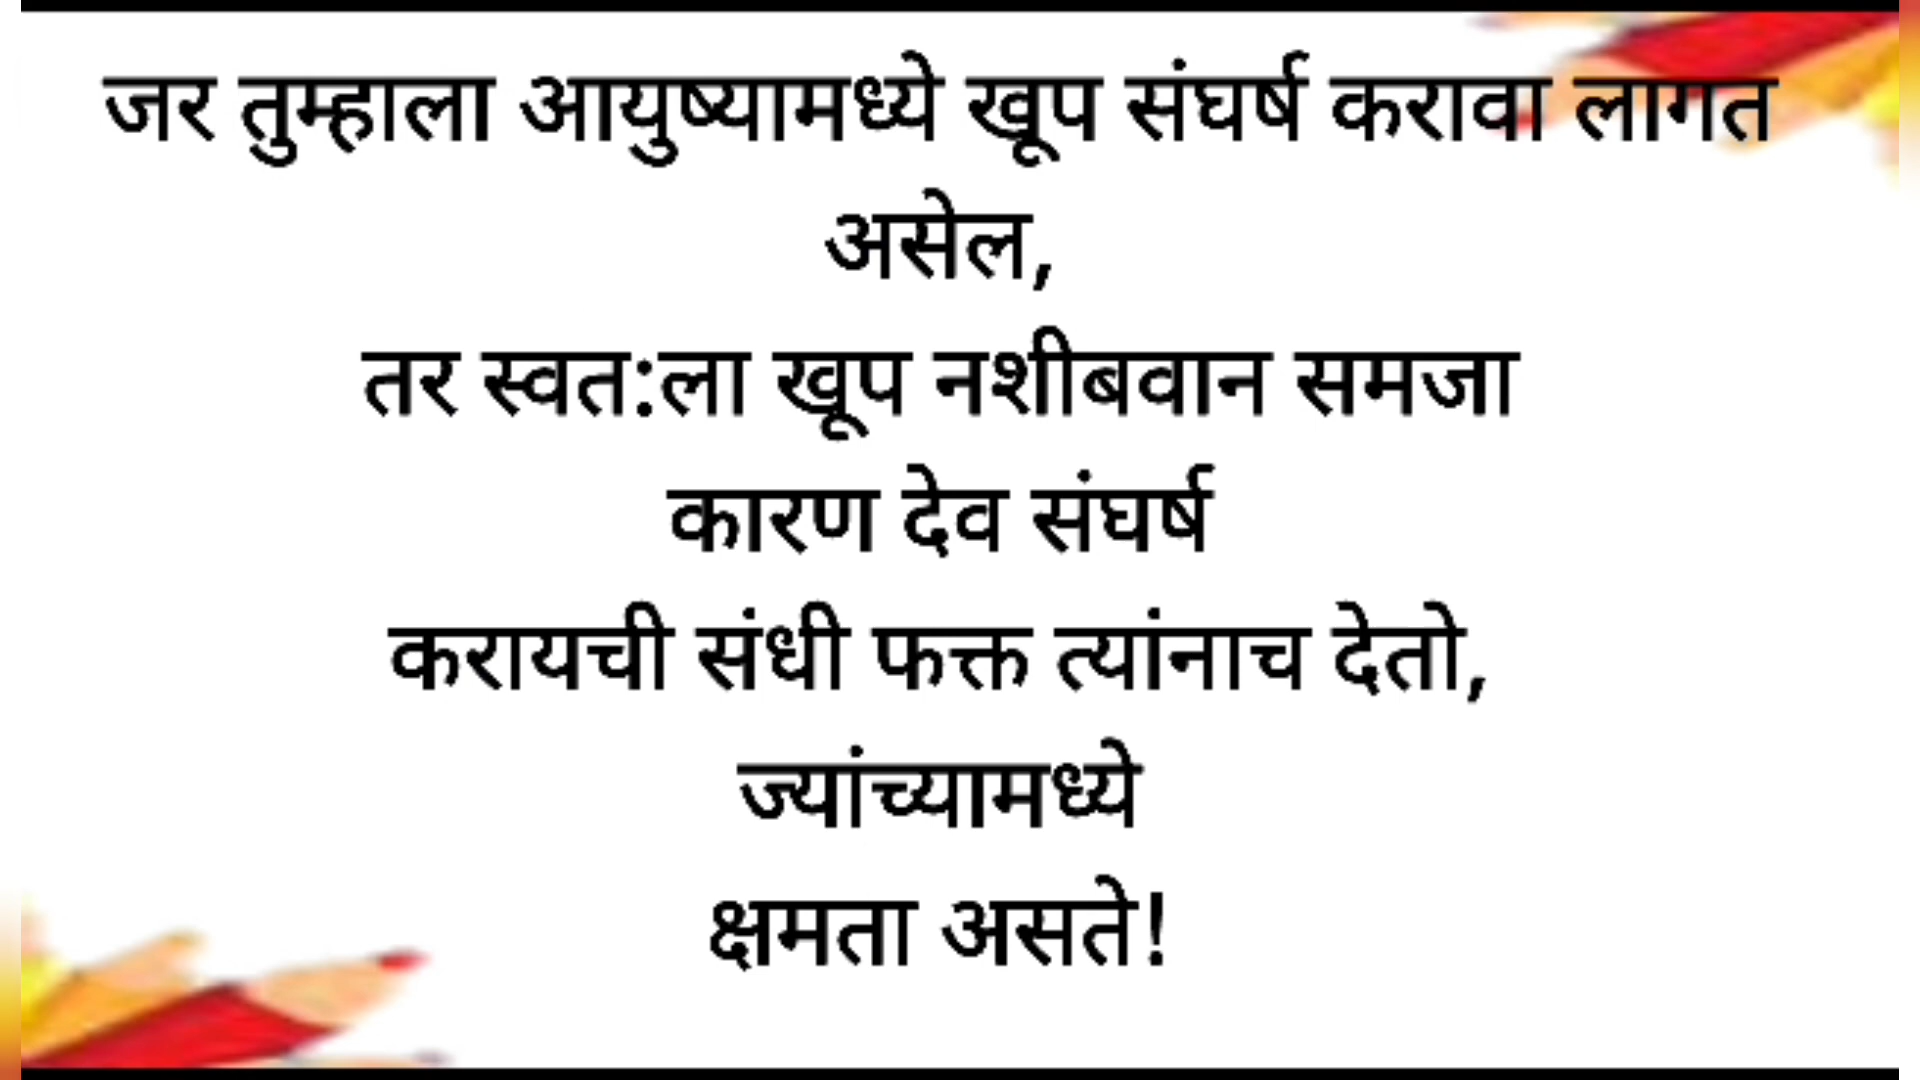 जर तुम्हाला आयुष्यामध्ये खूप संघर्ष करावा लागत
असेल,
तर स्वत:ला खूप नशीबवान समजा
कारण देव संघर्ष
करायची संधी फक्त त्यांनाच देतो,
ज्यांच्यामध्ये
क्षमता असते!